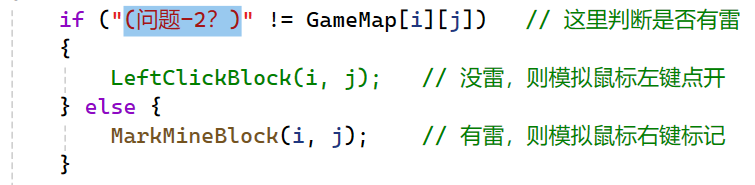 if ("(问题-2? )" != GameMap[i][j])   // 这里判断是否有雷
{
    LeftClickBlock(i, j);   // 没雷，则模拟鼠标左键点开
} else {
    MarkMineBlock(i, j);    // 有雷，则模拟鼠标右键标记
}